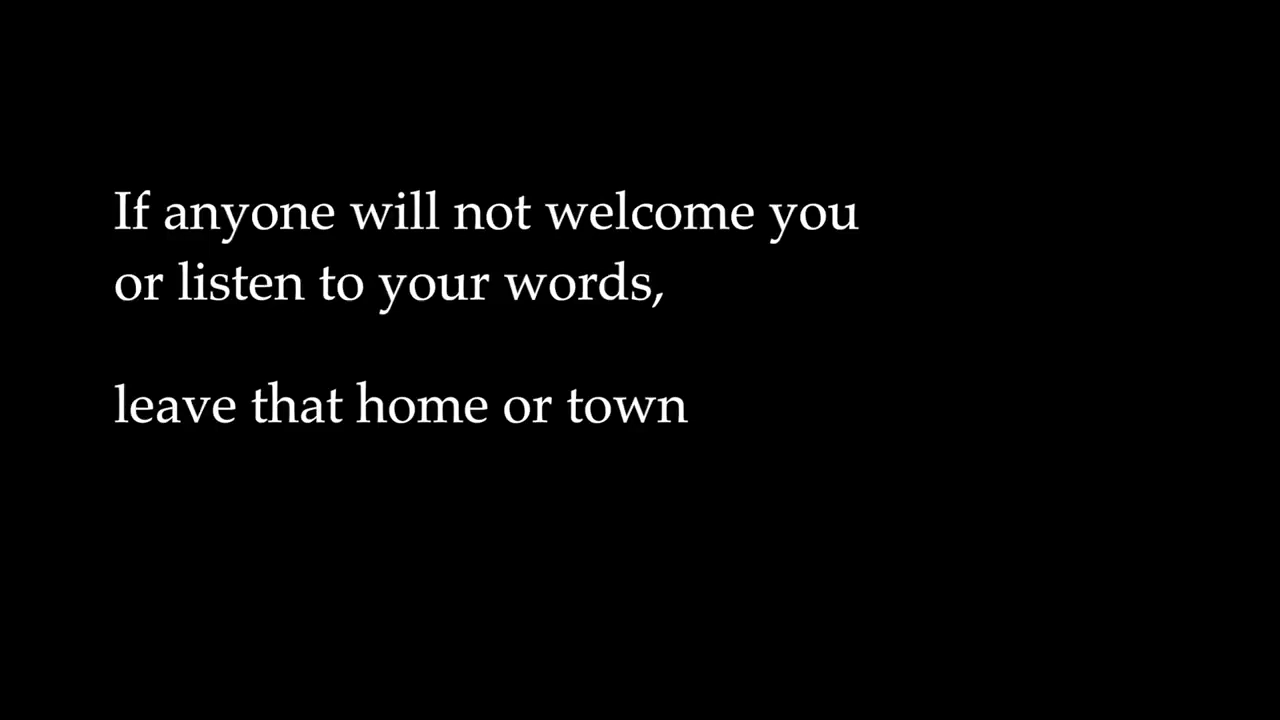 If anyone will not welcome you
or listen to your words,
leave that home or town